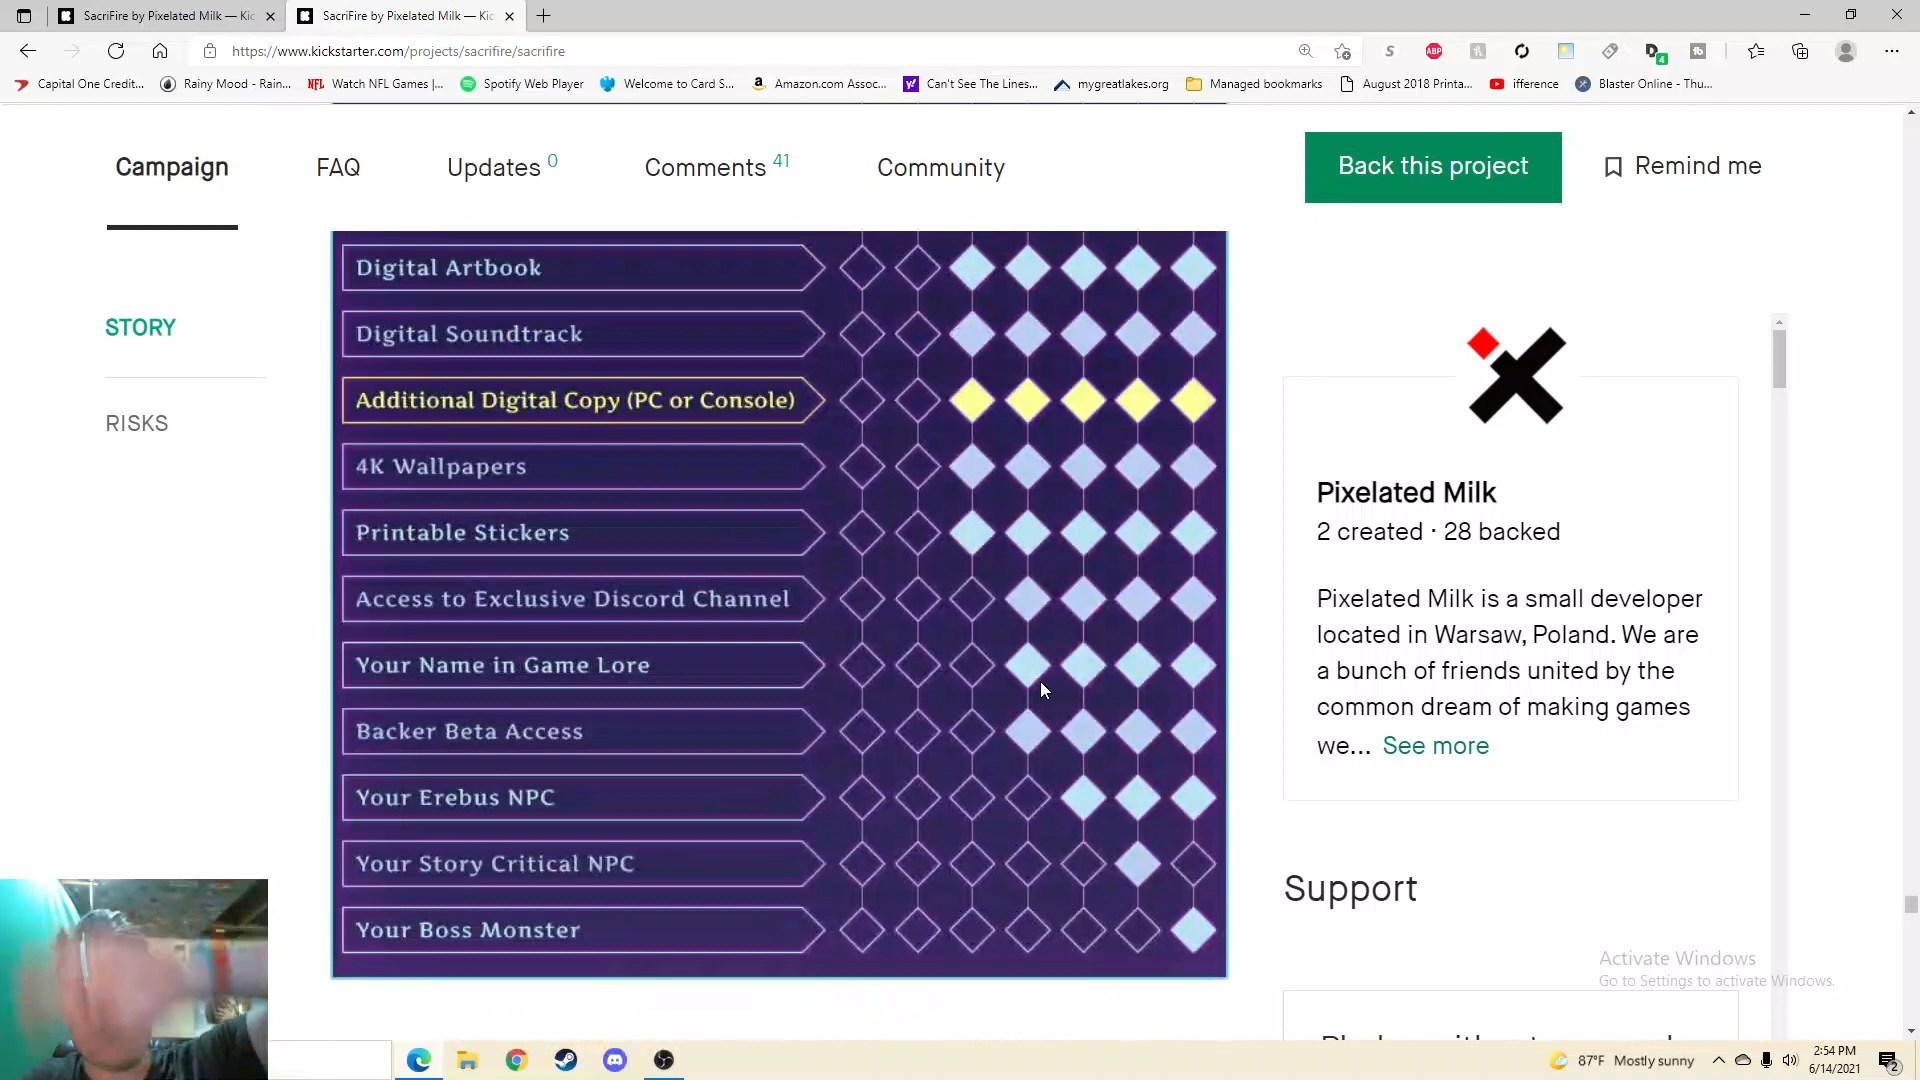 SacriFire by Pixelated Milk — Kic
SacriFire by Pixelated Milk — Kic
https://www.kickstarter.com/projects/sacrifire/sacrifire
S
ABP
4
Capital One Credit...
Rainy Mood - Rain...
NFL
Watch NFL Games |...
Spotify Web Player
Welcome to Card S...
Amazon.com Assoc...
Can't See The Lines...
mygreatlakes.org
Managed bookmarks
August 2018 Printa...
ifference
Blaster Online - Thu...
Campaign
FAQ
Updates 0
Comments 41
Community
Back this project
Remind me
STORY
RISKS
Digital Artbook
Digital Soundtrack
Additional Digital Copy (PC or Console)
4K Wallpapers
Printable Stickers
Access to Exclusive Discord Channel
Your Name in Game Lore
Backer Beta Access
Your Erebus NPC
Your Story Critical NPC
Your Boss Monster
Pixelated Milk
2 created · 28 backed
Pixelated Milk is a small developer
located in Warsaw, Poland. We are
a bunch of friends united by the
common dream of making games
we... See more
Support
Activate Windows
Go to Settings to activate Windows.
87°F Mostly sunny
2:54 PM
6/14/2021
2